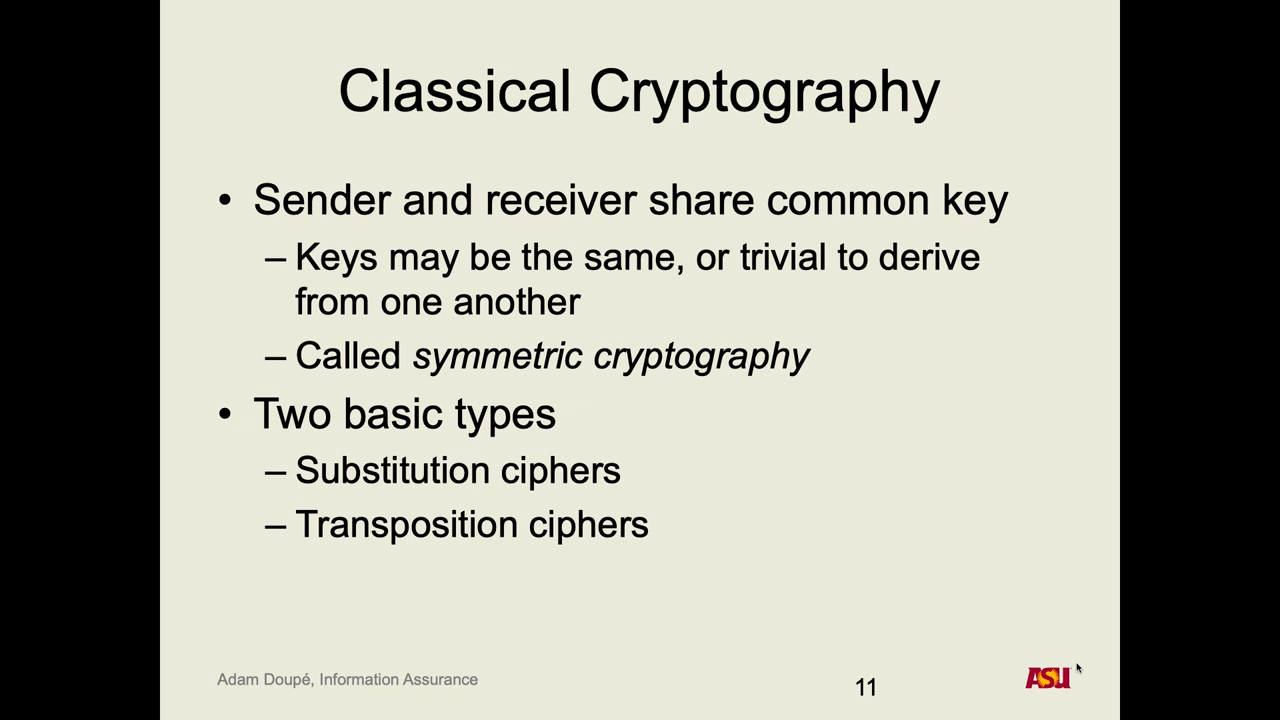 Classical Cryptography
• Sender and receiver share common key
– Keys may be the same, or trivial to derive
from one another
– Called symmetric cryptography
• Two basic types
– Substitution ciphers
– Transposition ciphers
Adam Doupé, Information Assurance
11
ASU